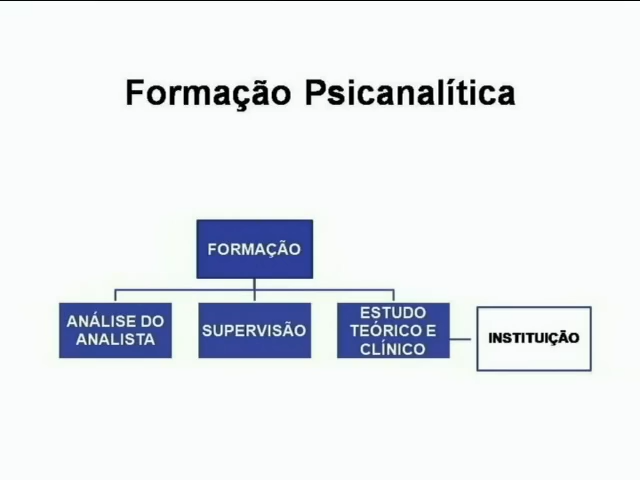 Formação Psicanalítica
FORMAÇÃO
ANÁLISE DO
ANALISTA
SUPERVISÃO
ESTUDO
TEÓRICO E
CLÍNICO
INSTITUIÇÃO